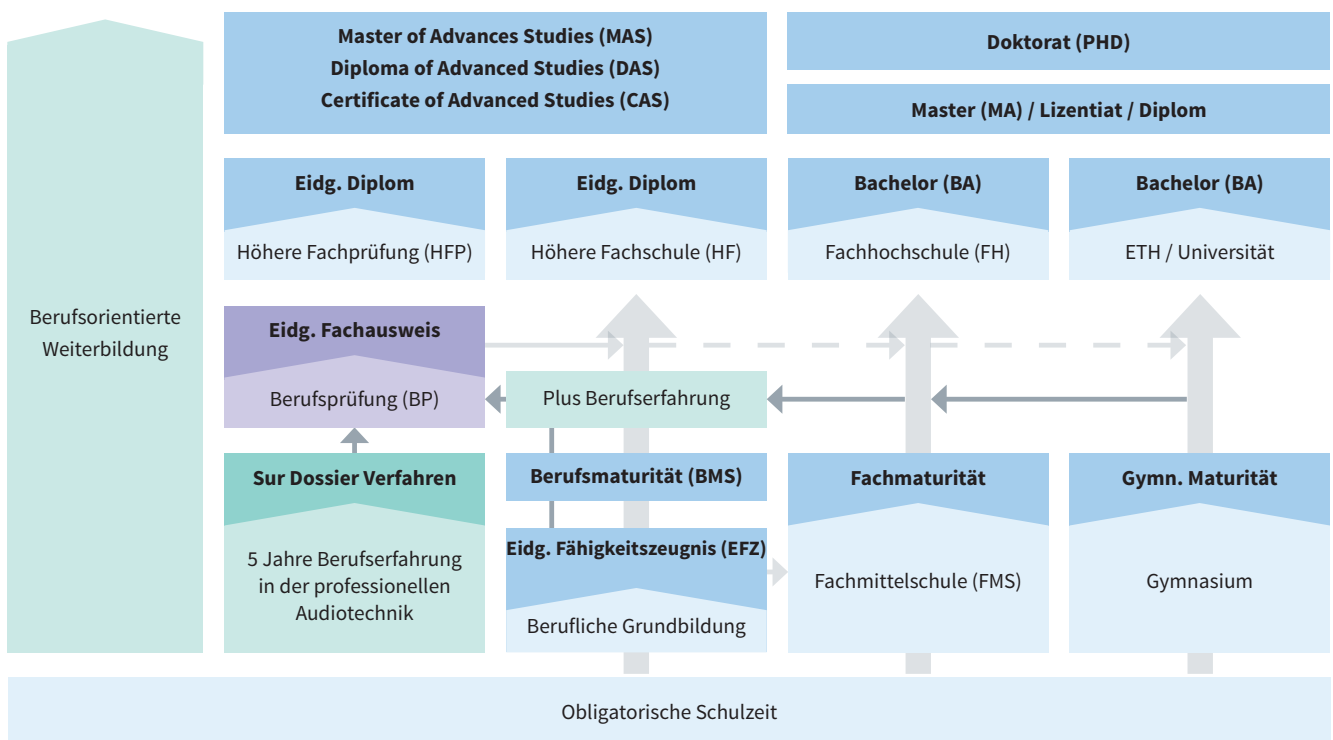 Master of Advances Studies (MAS)
Diploma of Advanced Studies (DAS)
Certificate of Advanced Studies (CAS)
Doktorat (PHD)
Master (MA) / Lizentiat / Diplom
Eidg. Diplom
Höhere Fachprüfung (HFP)
Eidg. Diplom
Höhere Fachschule (HF)
Bachelor (BA)
Fachhochschule (FH)
Bachelor (BA)
ETH / Universität
Berufsorientierte
Weiterbildung
Eidg. Fachausweis
Berufsprüfung (BP)
Plus Berufserfahrung
Sur Dossier Verfahren
5 Jahre Berufserfahrung
in der professionellen
Audiotechnik
Berufsmaturität (BMS)
Eidg. Fähigkeitszeugnis (EFZ)
Berufliche Grundbildung
Fachmaturität
Fachmittelschule (FMS)
Gymn. Maturität
Gymnasium
Obligatorische Schulzeit